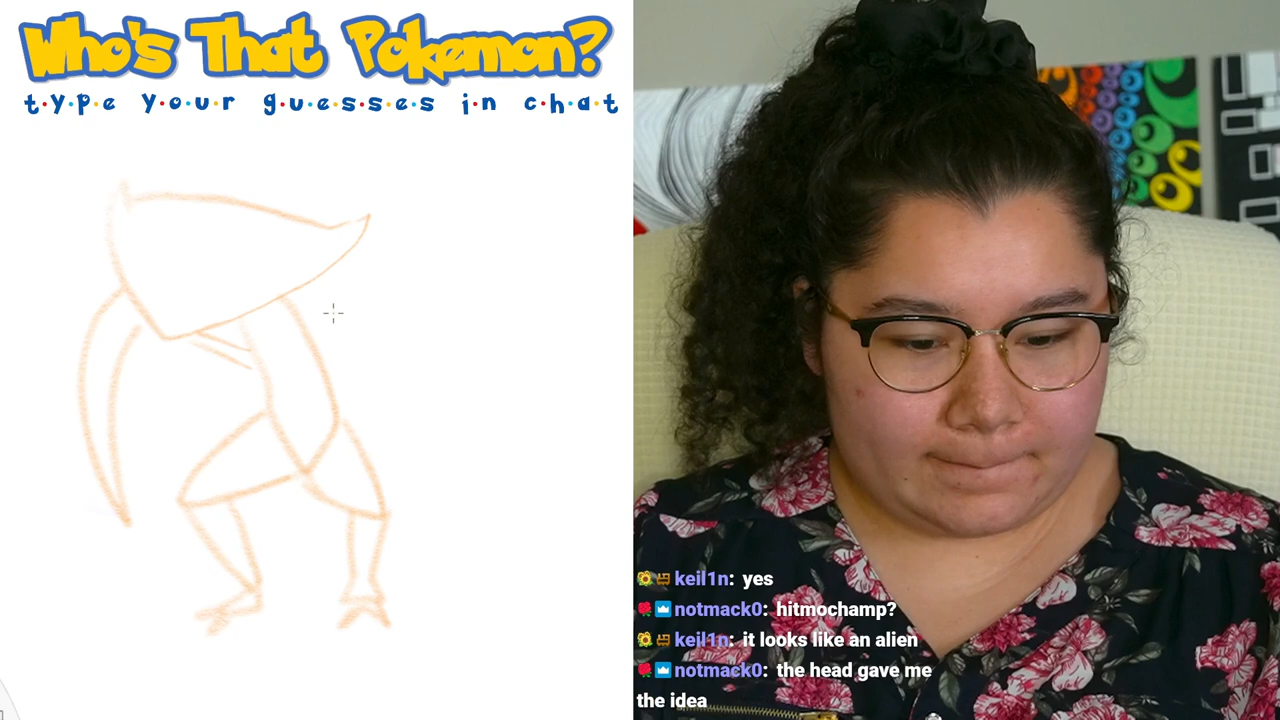 Who's That Pokemon?
type your guesses in chat
keil1n: yes
notmack0: hitmochamp?
keil1n: it looks like an alien
notmack0: the head gave me
the idea